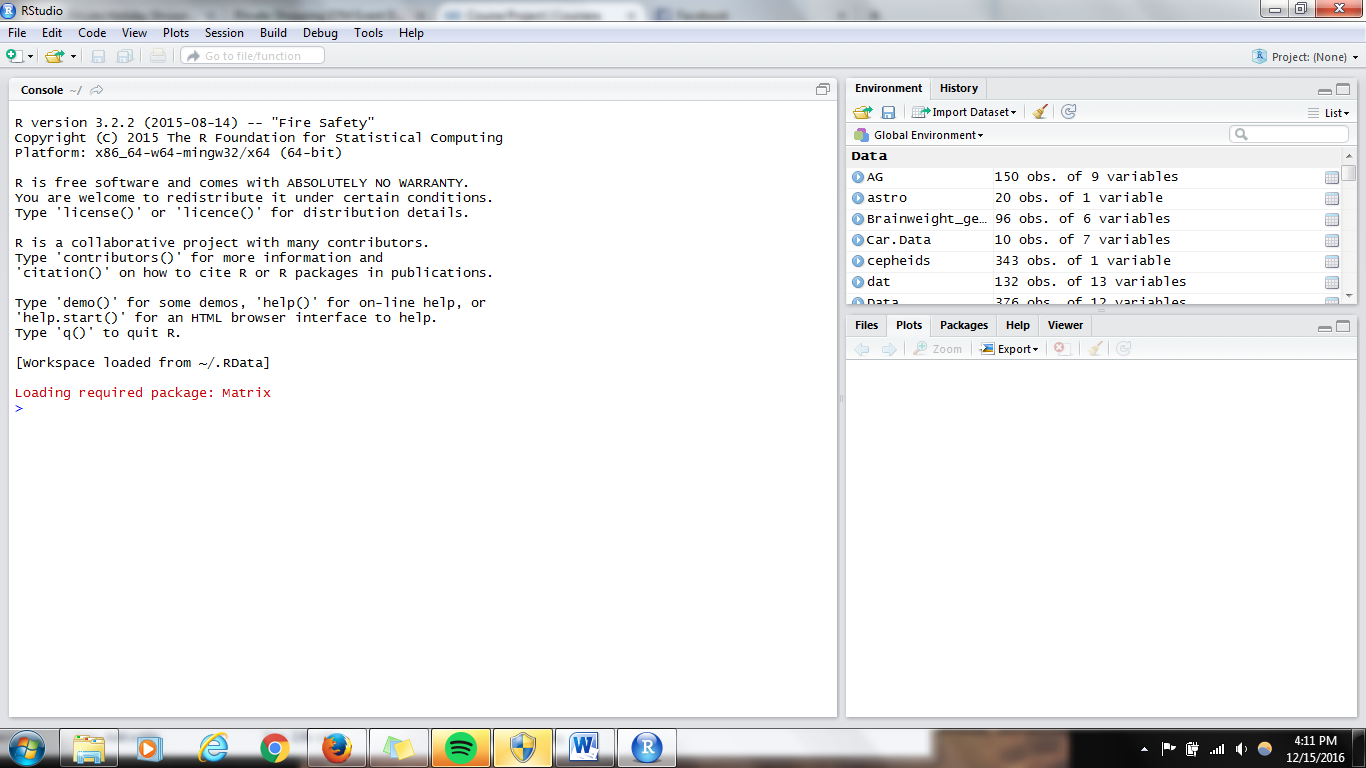 RStudio
File Edit Code View Plots Session Build Debug Tools Help
Go to file/function
Project: (None)
Console ~/
R version 3.2.2 (2015-08-14) -- "Fire Safety"
Copyright (C) 2015 The R Foundation for Statistical Computing
Platform: x86_64-w64-mingw32/x64 (64-bit)
R is free software and comes with ABSOLUTELY NO WARRANTY.
You are welcome to redistribute it under certain conditions.
Type 'license()' or 'licence()' for distribution details.
R is a collaborative project with many contributors.
Type 'contributors()' for more information and
'citation()' on how to cite R or R packages in publications.
Type 'demo()' for some demos, 'help()' for on-line help, or
'help.start()' for an HTML browser interface to help.
Type 'q()' to quit R.
[Workspace loaded from ~/.RData]
Loading required package: Matrix
>
Environment History
Import Dataset
List
Global Environment
Data
AG 150 obs. of 9 variables
astro 20 obs. of 1 variable
Brainweight_ge… 96 obs. of 6 variables
Car.Data 10 obs. of 7 variables
cepheids 343 obs. of 1 variable
dat 132 obs. of 13 variables
Data 376 obs. of 12 variables
Files Plots Packages Help Viewer
Zoom Export
4:11 PM
12/15/2016